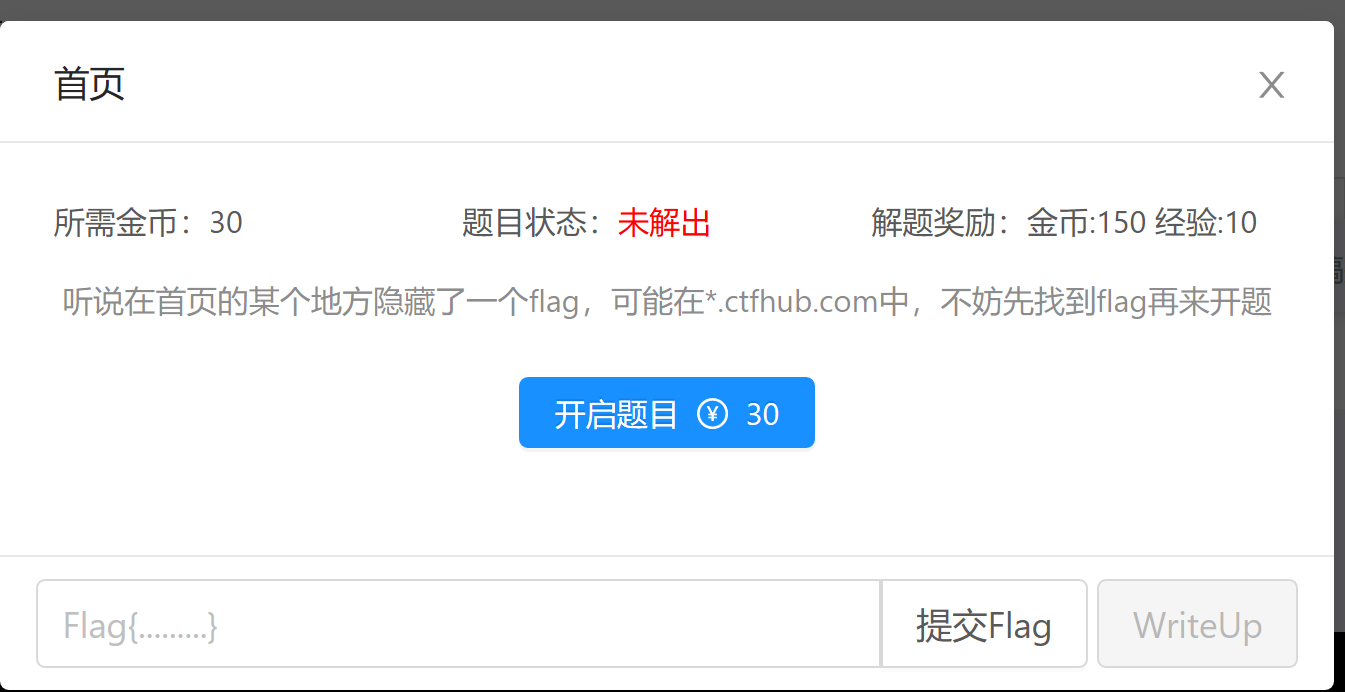 首页
所需金币：30 题目状态：未解出 解题奖励：金币:150 经验:10
听说在首页的某个地方隐藏了一个flag，可能在*.ctfhub.com中，不妨先找到flag再来开题
开启题目 ¥ 30
Flag{.........} 提交Flag WriteUp